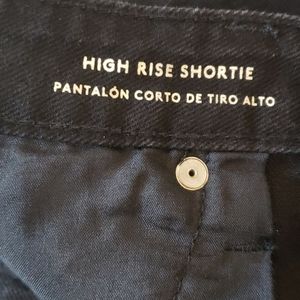 HIGH RISE SHORTIE
PANTALÓN CORTO DE TIRO ALTO